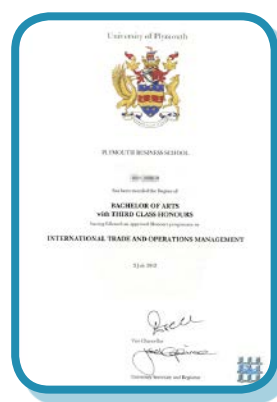 University of Plymouth
PLYMOUTH BUSINESS SCHOOL
has been awarded the Degree of
BACHELOR OF ARTS
with THIRD CLASS HONOURS
having followed an approved Honours programme in
INTERNATIONAL TRADE AND OPERATIONS MANAGEMENT
Vice Chancellor
University Secretary and Registrar